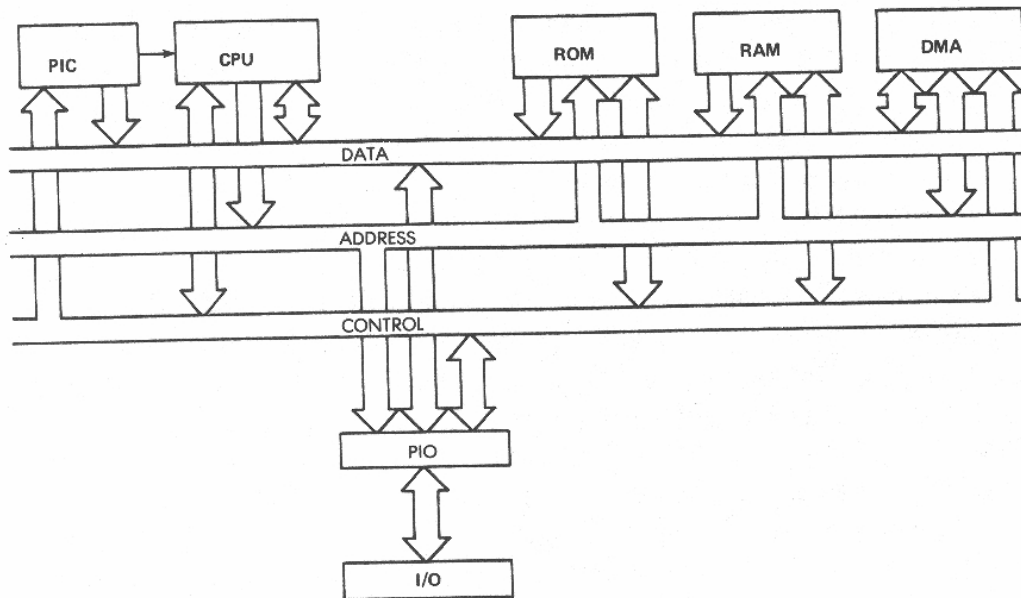 PIC
CPU
ROM
RAM
DMA
DATA
ADDRESS
CONTROL
PIO
I/O